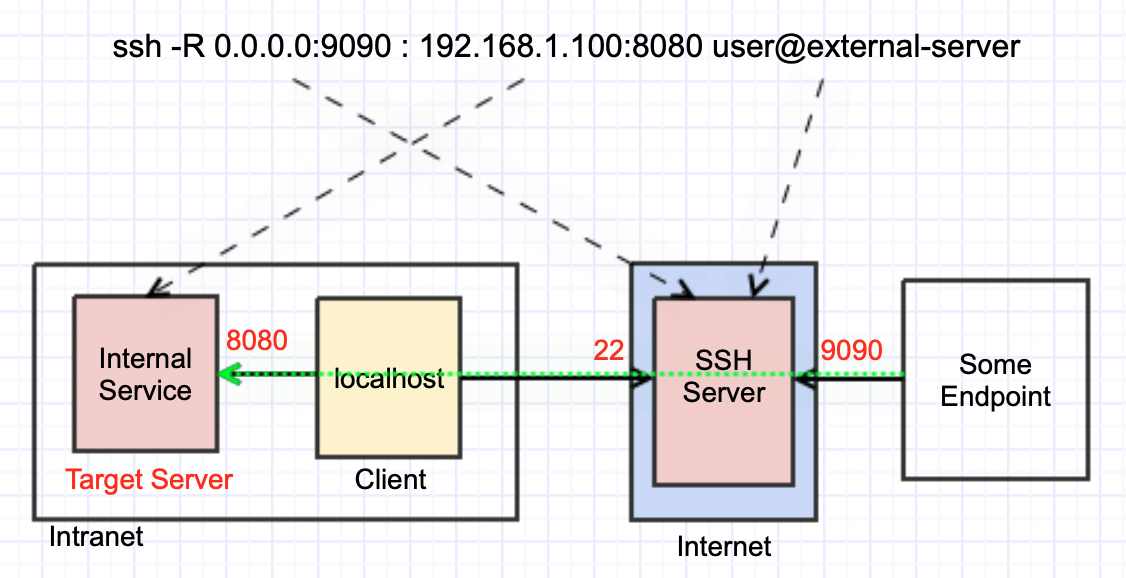 ssh -R 0.0.0.0:9090 : 192.168.1.100:8080 user@external-server
Internal
Service
8080
localhost
22
SSH
Server
9090
Some
Endpoint
Target Server
Client
Intranet
Internet